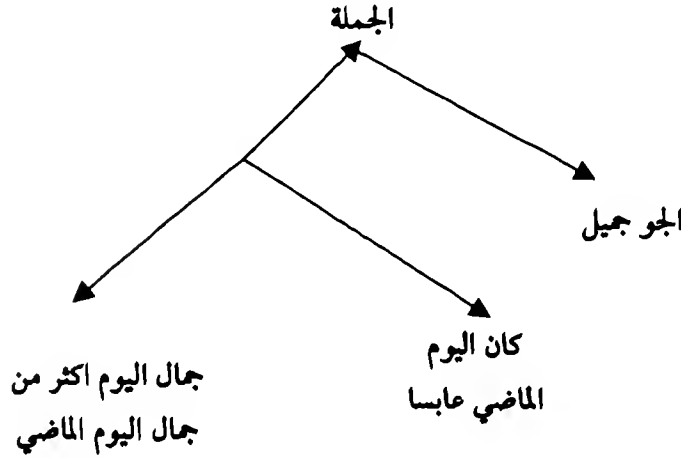 الجملة
الجو جميل
كان اليوم
الماضي عابسا
جمال اليوم اكثر من
جمال اليوم الماضي